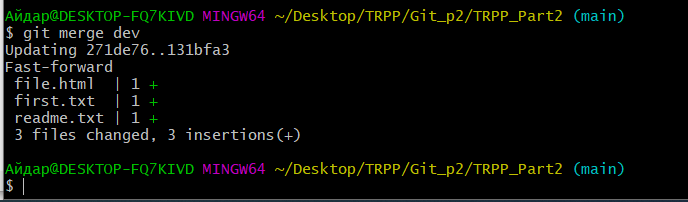 Айдар@DESKTOP-FQ7KIVD MINGW64 ~/Desktop/TRPP/Git_p2/TRPP_Part2 (main)
$ git merge dev
Updating 271de76..131bfa3
Fast-forward
 file.html  | 1 +
 first.txt  | 1 +
 readme.txt | 1 +
 3 files changed, 3 insertions(+)

Айдар@DESKTOP-FQ7KIVD MINGW64 ~/Desktop/TRPP/Git_p2/TRPP_Part2 (main)
$